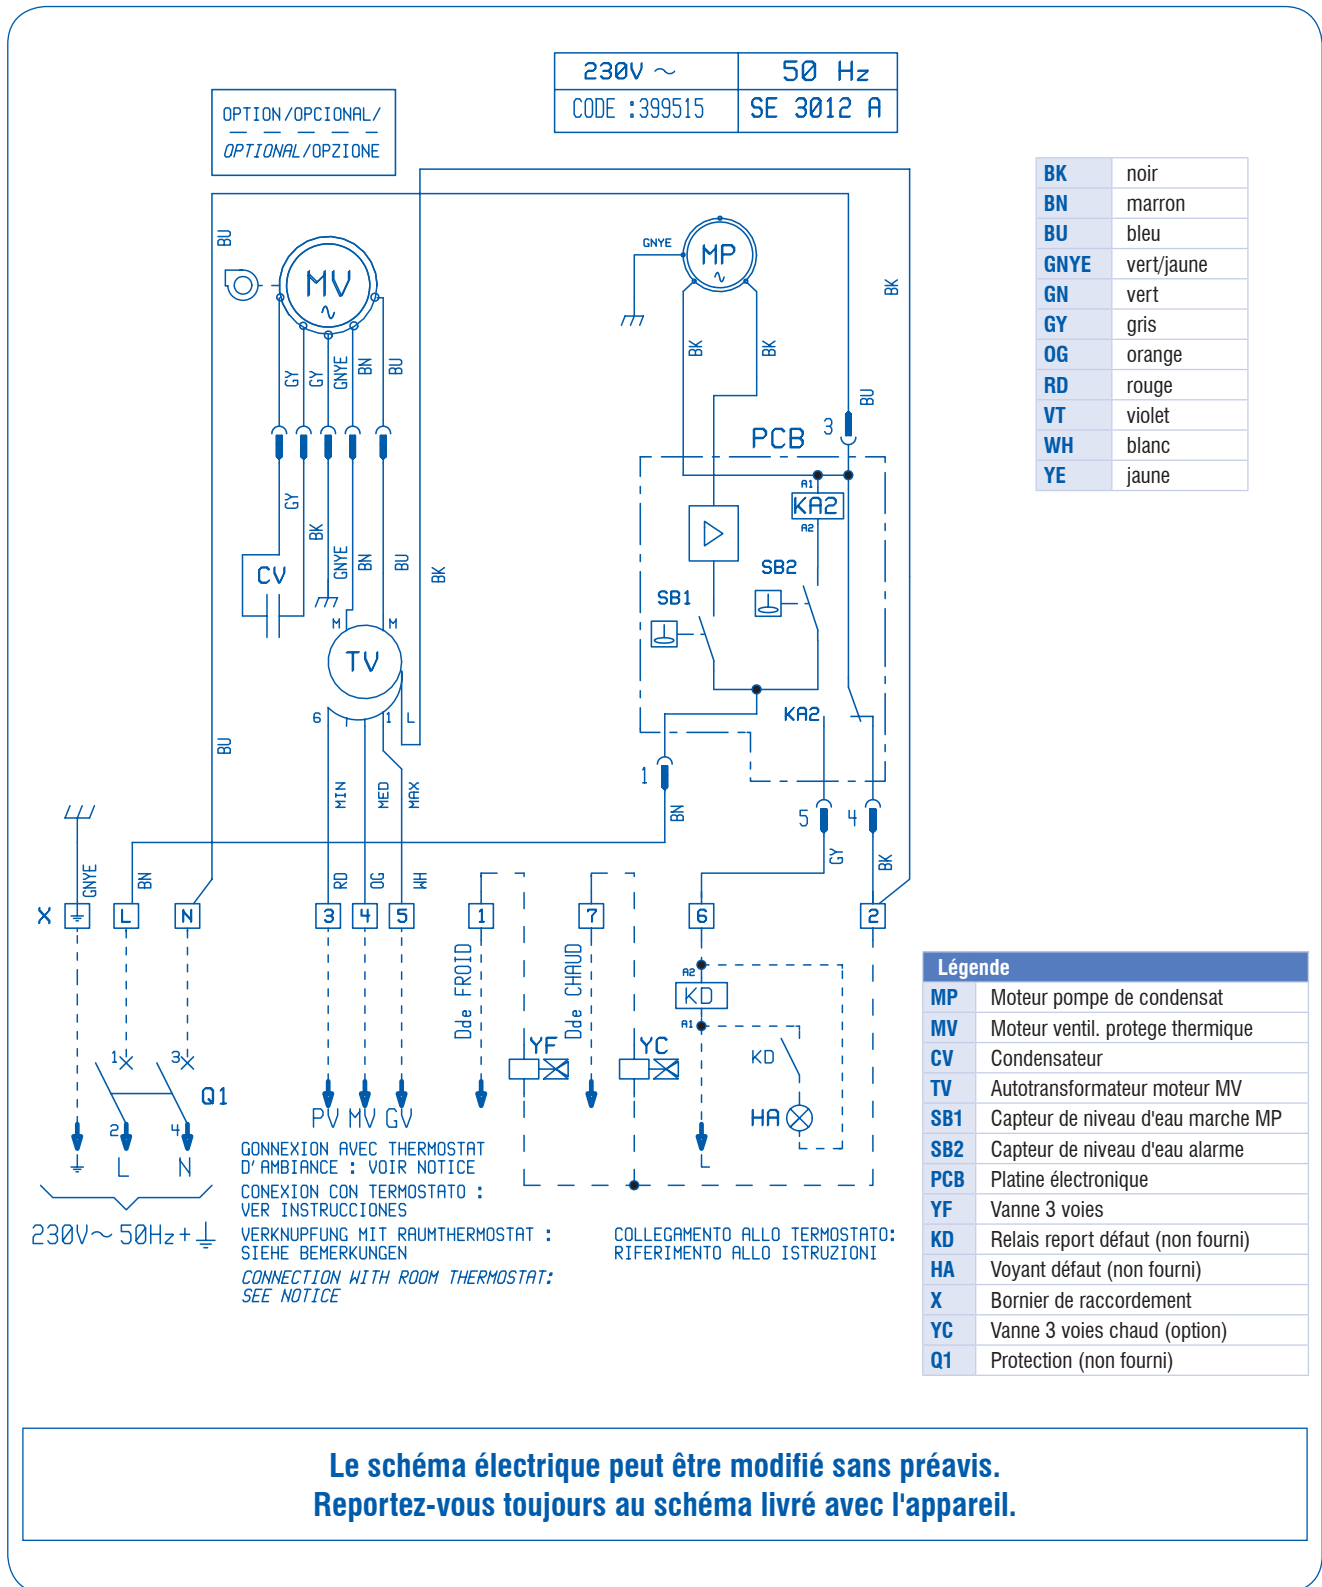 230V ~ 50 Hz
CODE :399515 SE 3012 A
OPTION/OPCIONAL/
OPTIONAL/OPZIONE
BK noir
BN marron
BU bleu
GNYE vert/jaune
GN vert
GY gris
OG orange
RD rouge
VT violet
WH blanc
YE jaune
BU
MV
~
GNYE
MP
~
BK
GY
GY
GNYE
BN
BU
BK
BK
BU
3
PCB
A1
KA2
A2
GY
BK
GNYE
BN
BU
BK
CV
SB2
SB1
M
M
TV
6
1
L
KA2
BU
MIN
MED
MAX
1
BN
5
4
GY
BK
GNYE
BN
RD
OG
WH
X
L
N
3
4
5
1
7
6
2
Dde FROID
Dde CHAUD
A2
KD
A1
YF
YC
KD
HA
1
3
Q1
2
4
L
N
PV MV GV
L
230V~ 50Hz+
GONNEXION AVEC THERMOSTAT
D'AMBIANCE : VOIR NOTICE
CONEXION CON TERMOSTATO :
VER INSTRUCCIONES
VERKNUPFUNG MIT RAUMTHERMOSTAT :
SIEHE BEMERKUNGEN
CONNECTION WITH ROOM THERMOSTAT:
SEE NOTICE
COLLEGAMENTO ALLO TERMOSTATO:
RIFERIMENTO ALLO ISTRUZIONI
Légende
MP Moteur pompe de condensat
MV Moteur ventil. protege thermique
CV Condensateur
TV Autotransformateur moteur MV
SB1 Capteur de niveau d'eau marche MP
SB2 Capteur de niveau d'eau alarme
PCB Platine électronique
YF Vanne 3 voies
KD Relais report défaut (non fourni)
HA Voyant défaut (non fourni)
X Bornier de raccordement
YC Vanne 3 voies chaud (option)
Q1 Protection (non fourni)
Le schéma électrique peut être modifié sans préavis.
Reportez-vous toujours au schéma livré avec l'appareil.